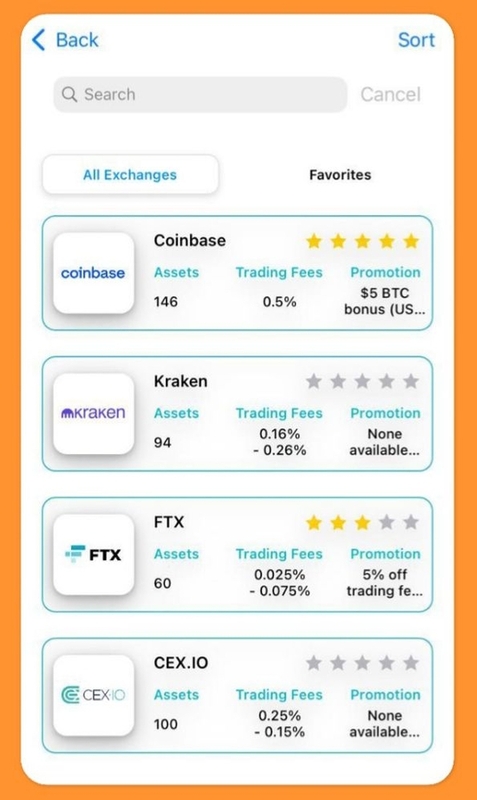 Back
Sort
Search
Cancel
All Exchanges
Favorites
coinbase
Coinbase
Assets
Trading Fees
Promotion
146
0.5%
$5 BTC
bonus (US...
kraken
Kraken
Assets
Trading Fees
Promotion
94
0.16%
- 0.26%
None
available...
FTX
FTX
Assets
Trading Fees
Promotion
60
0.025%
- 0.075%
5% off
trading fe...
CEX.IO
CEX.IO
Assets
Trading Fees
Promotion
100
0.25%
- 0.15%
None
available...